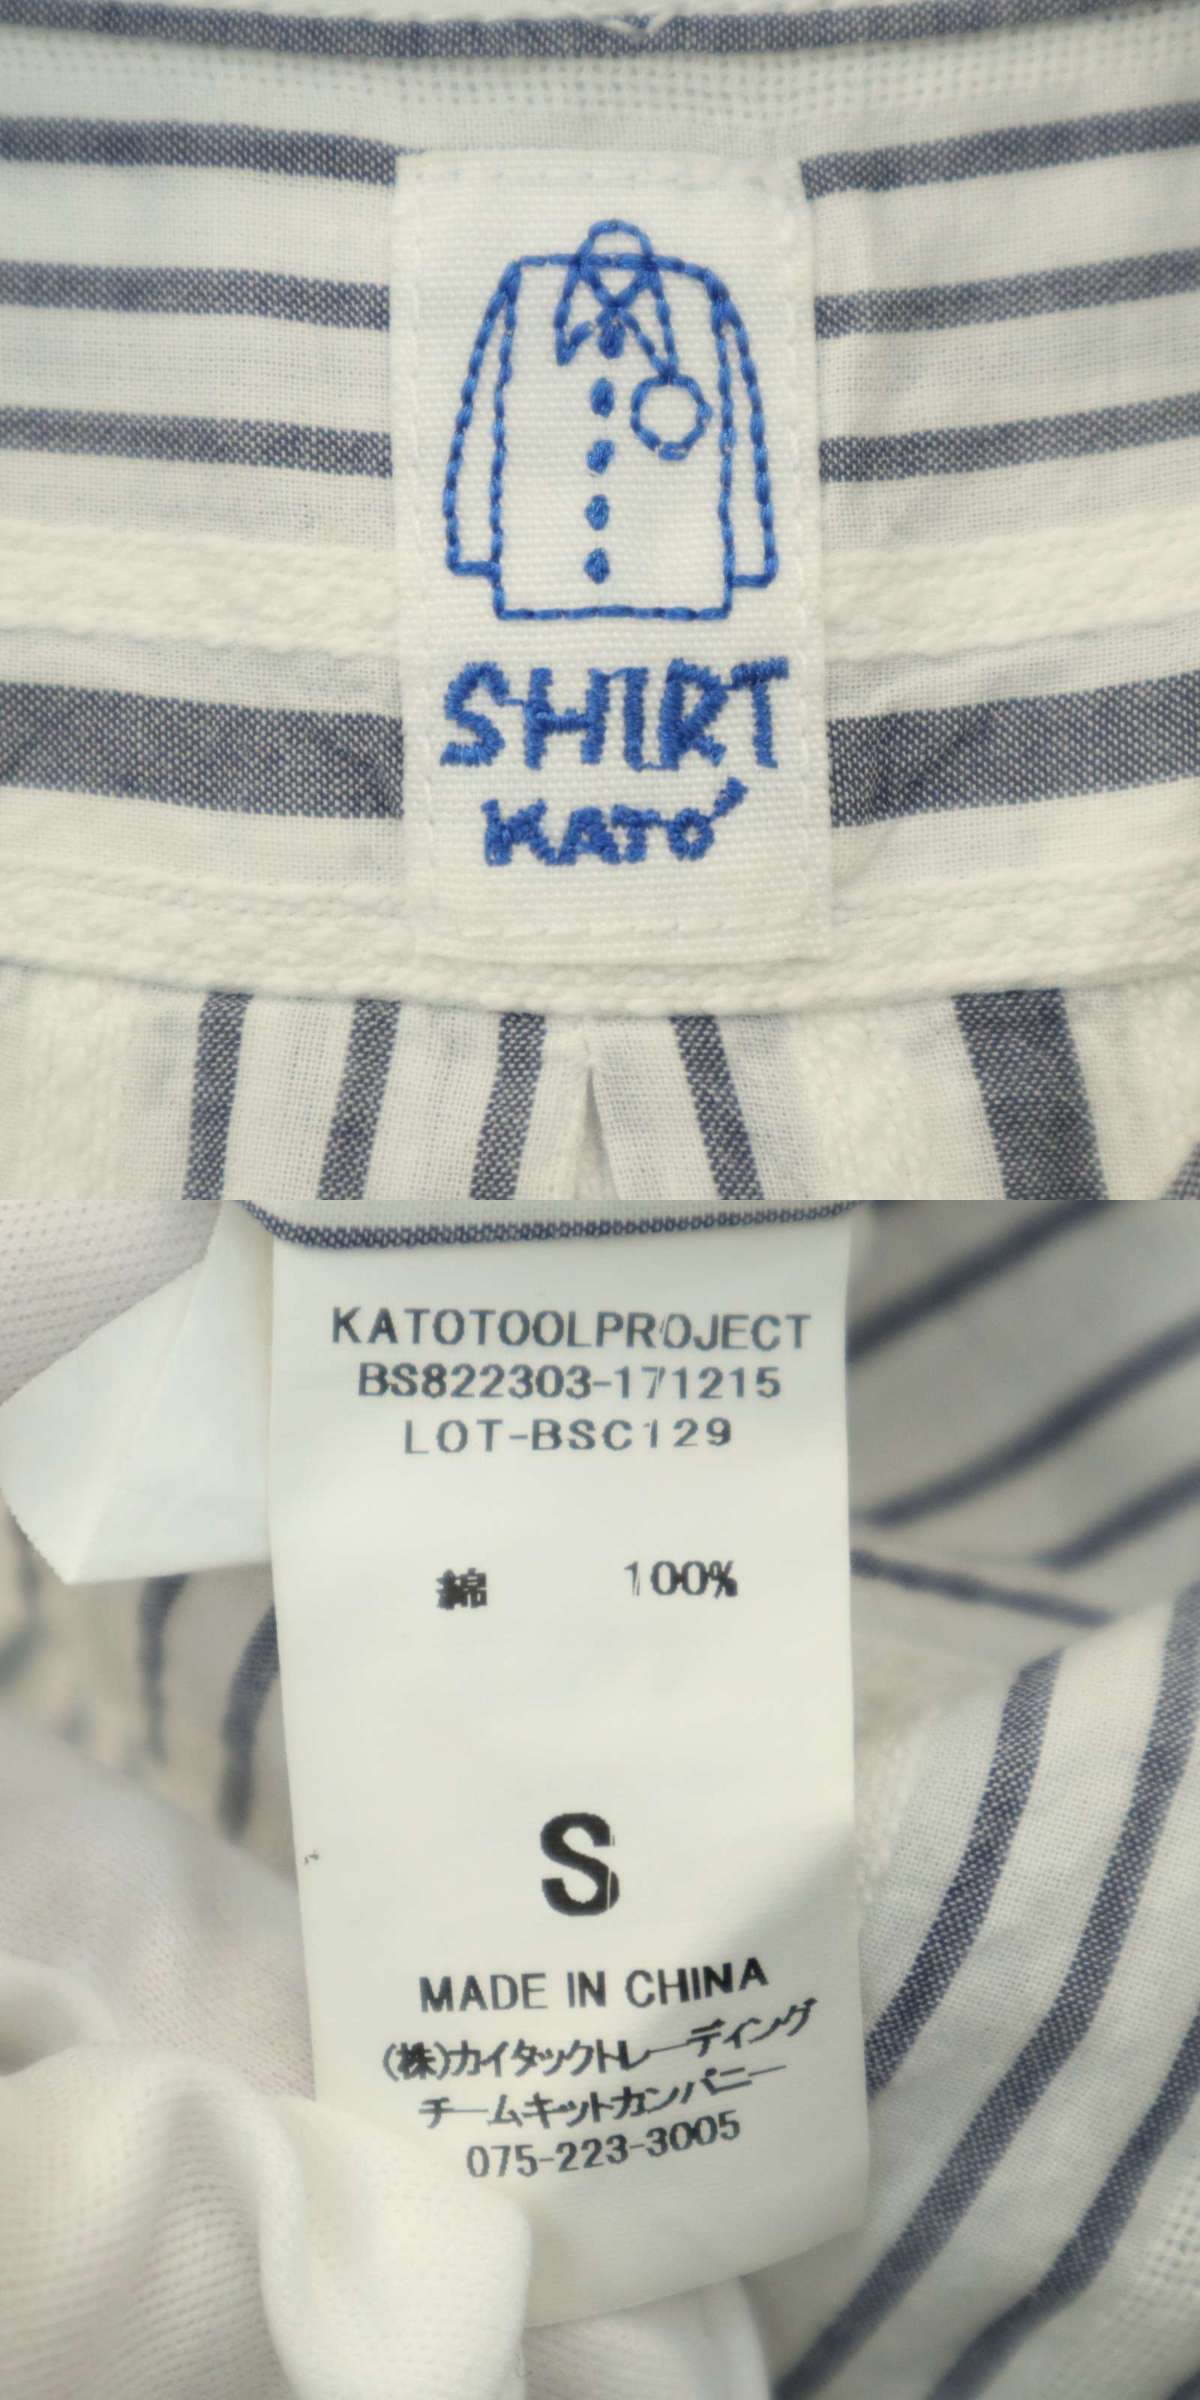 SHIRT
KATO'
KATOTOOLPROJECT
BS822303-171215
LOT-BSC129
綿 100%
S
MADE IN CHINA
(株)カイタックトレーディング
チームキットカンパニー
075-223-3005